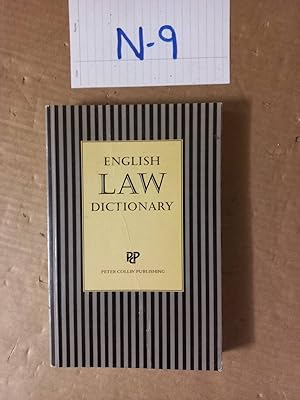 N-9
ENGLISH
LAW
DICTIONARY
PCP
PETER COLLIN PUBLISHING